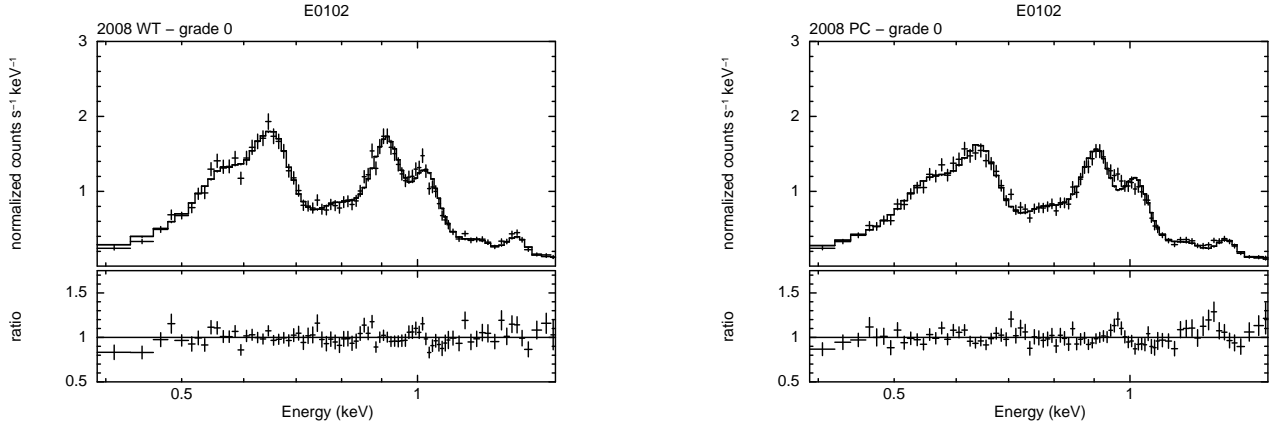 E0102
2008 WT − grade 0
3
2
1
normalized counts s⁻¹ keV⁻¹
1.5
1
0.5
ratio
0.5
1
Energy (keV)
E0102
2008 PC − grade 0
3
2
1
normalized counts s⁻¹ keV⁻¹
1.5
1
0.5
ratio
0.5
1
Energy (keV)